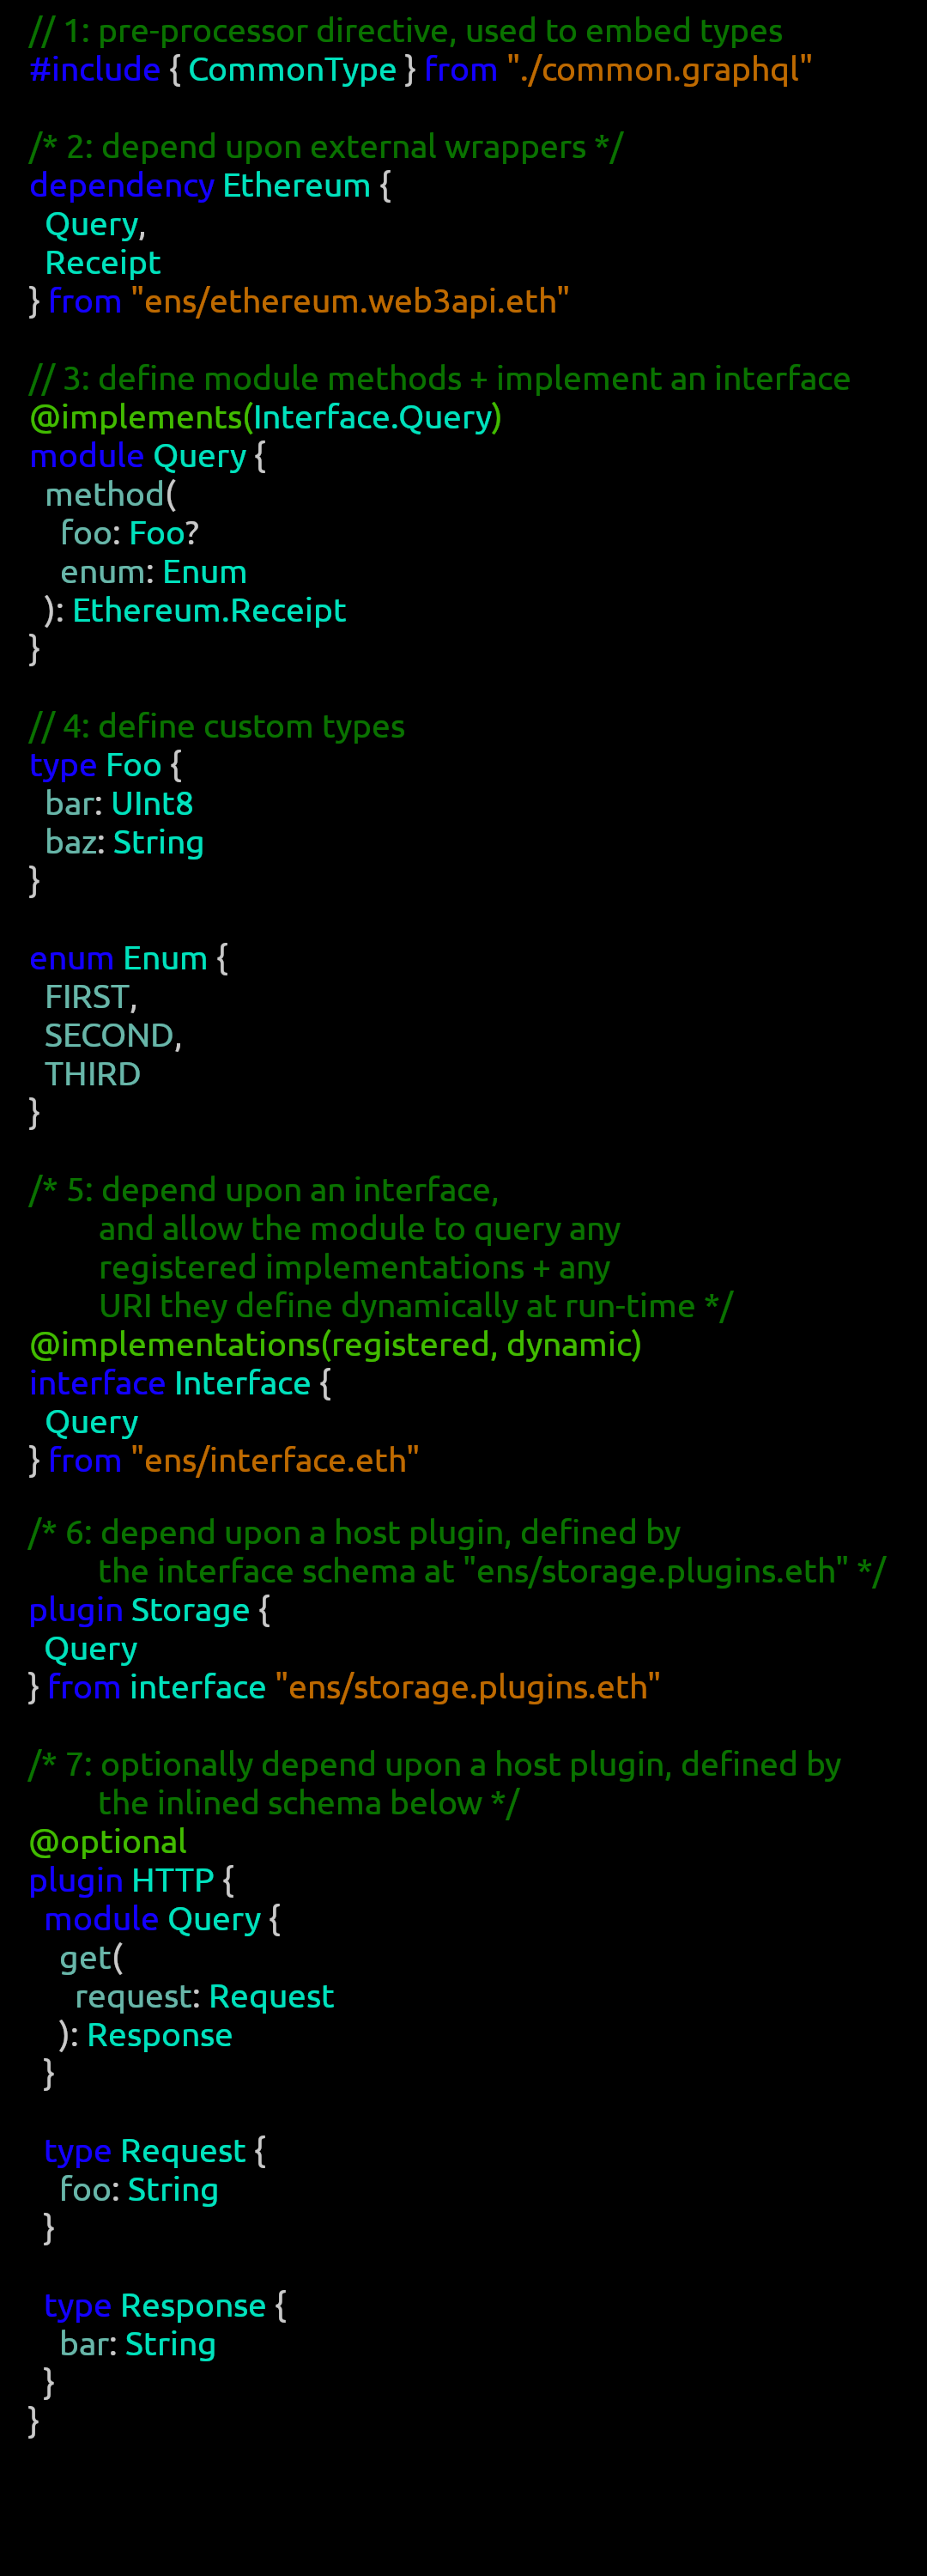 // 1: pre-processor directive, used to embed types
#include { CommonType } from "./common.graphql"

/* 2: depend upon external wrappers */
dependency Ethereum {
  Query,
  Receipt
} from "ens/ethereum.web3api.eth"

// 3: define module methods + implement an interface
@implements(Interface.Query)
module Query {
  method(
    foo: Foo?
    enum: Enum
  ): Ethereum.Receipt
}

// 4: define custom types
type Foo {
  bar: UInt8
  baz: String
}

enum Enum {
  FIRST,
  SECOND,
  THIRD
}

/* 5: depend upon an interface,
         and allow the module to query any
         registered implementations + any
         URI they define dynamically at run-time */
@implementations(registered, dynamic)
interface Interface {
  Query
} from "ens/interface.eth"

/* 6: depend upon a host plugin, defined by
         the interface schema at "ens/storage.plugins.eth" */
plugin Storage {
  Query
} from interface "ens/storage.plugins.eth"

/* 7: optionally depend upon a host plugin, defined by
         the inlined schema below */
@optional
plugin HTTP {
  module Query {
    get(
      request: Request
    ): Response
  }

  type Request {
    foo: String
  }

  type Response {
    bar: String
  }
}